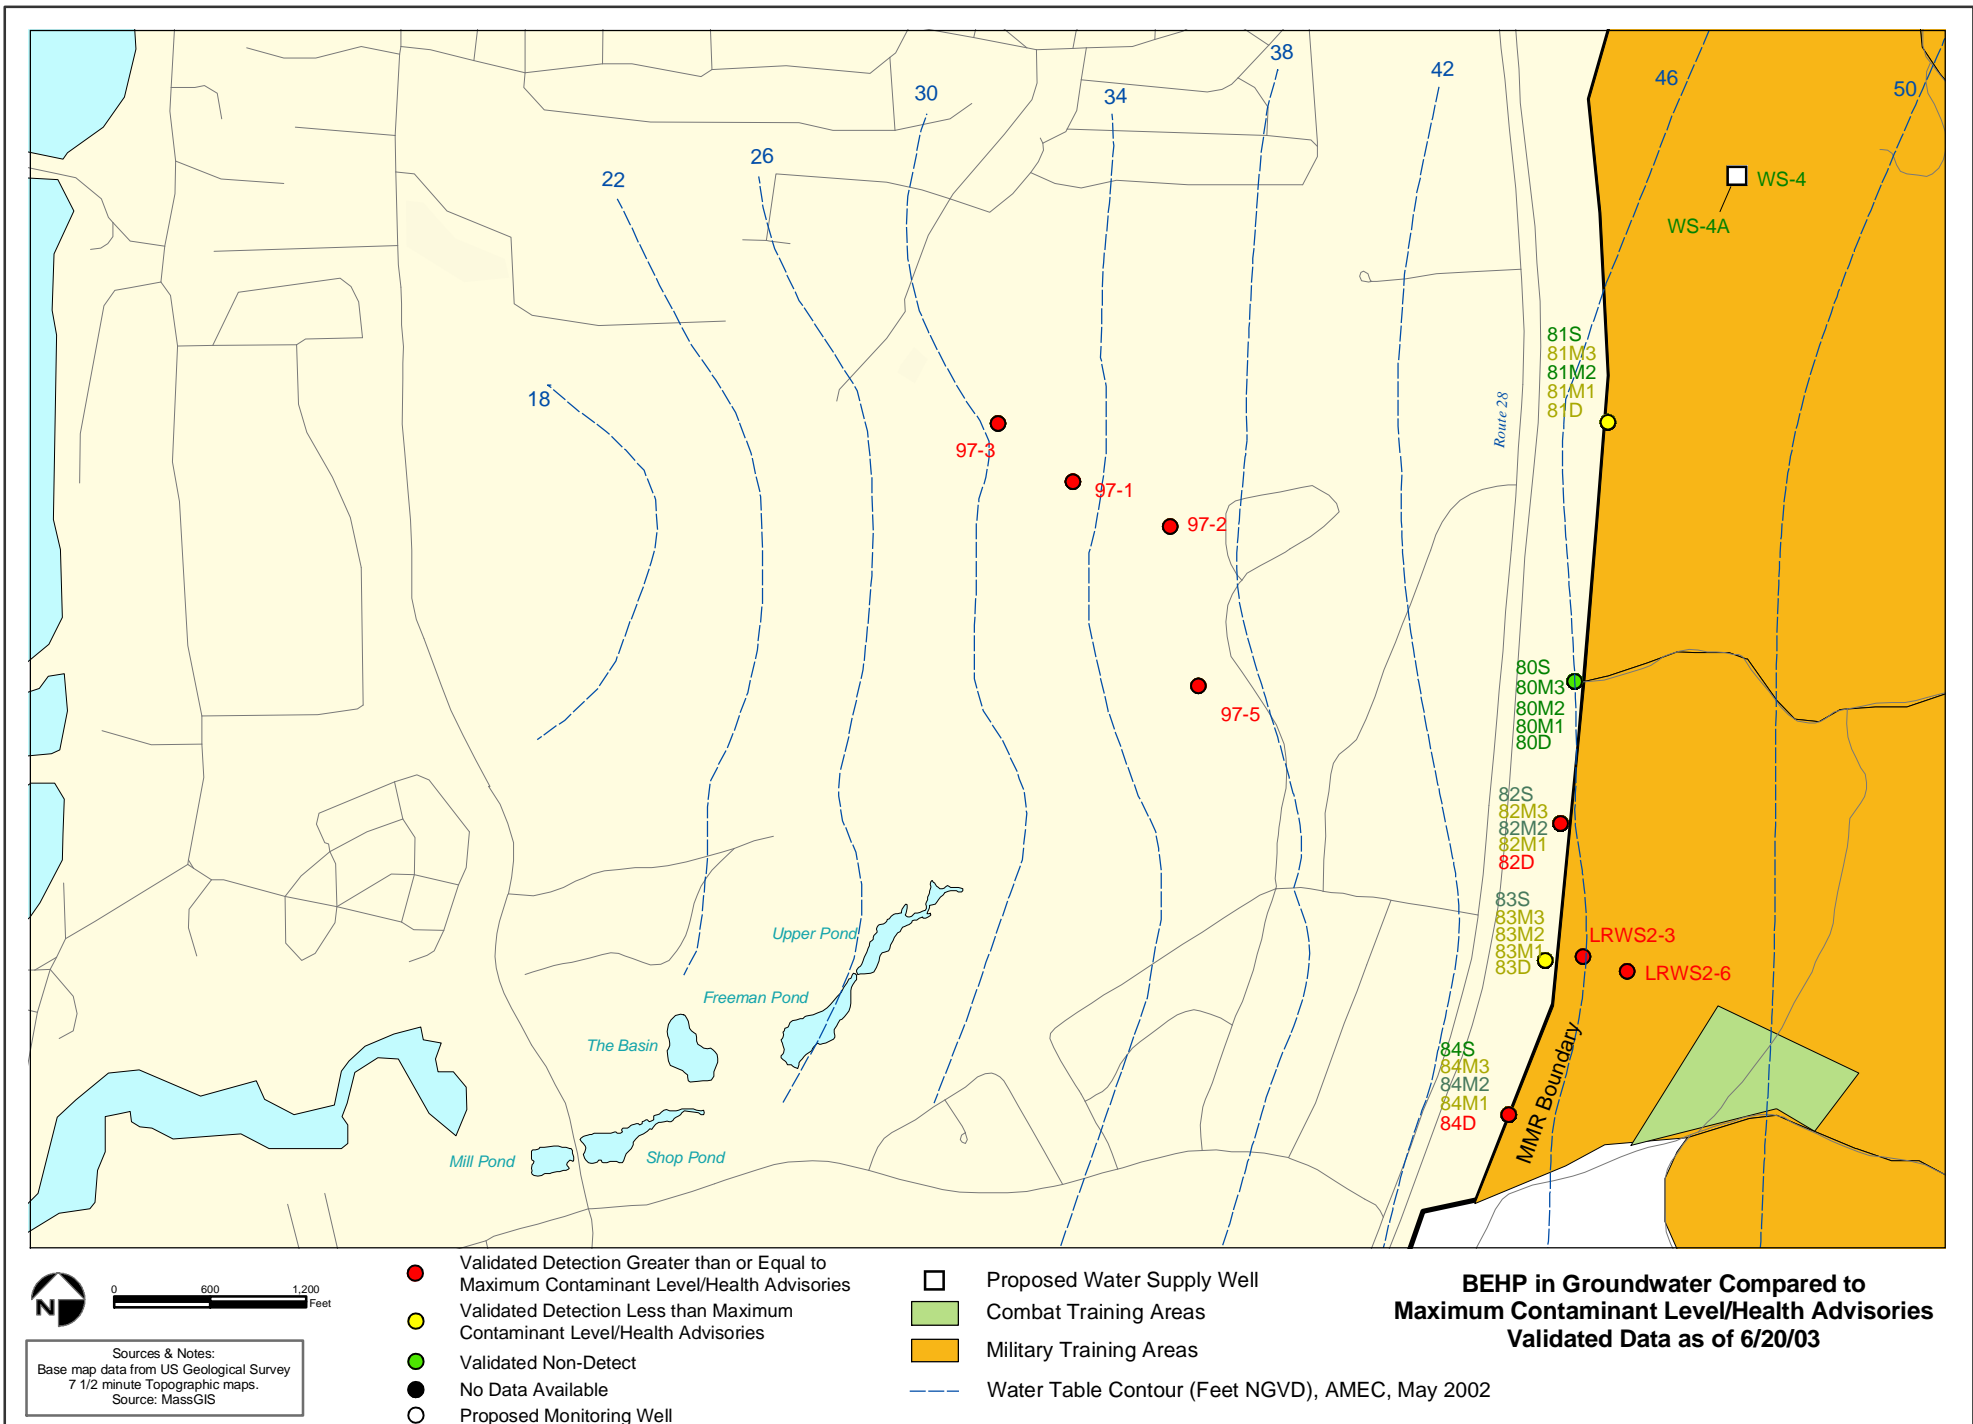 38
42
46
50
30
34
26
22
WS-4
WS-4A
81S
81M3
81M2
81M1
81D
18
Route 28
97-3
97-1
97-2
80S
80M3
80M2
80M1
80D
97-5
82S
82M3
82M2
82M1
82D
83S
83M3
83M2
83M1
83D
LRWS2-3
LRWS2-6
Upper Pond
Freeman Pond
The Basin
84S
84M3
84M2
84M1
84D
MMR Boundary
Mill Pond
Shop Pond
N
0 600 1,200
Feet
Sources & Notes:
Base map data from US Geological Survey
7 1/2 minute Topographic maps.
Source: MassGIS
Validated Detection Greater than or Equal to
Maximum Contaminant Level/Health Advisories
Validated Detection Less than Maximum
Contaminant Level/Health Advisories
Validated Non-Detect
No Data Available
Proposed Monitoring Well
Proposed Water Supply Well
Combat Training Areas
Military Training Areas
Water Table Contour (Feet NGVD), AMEC, May 2002
BEHP in Groundwater Compared to
Maximum Contaminant Level/Health Advisories
Validated Data as of 6/20/03